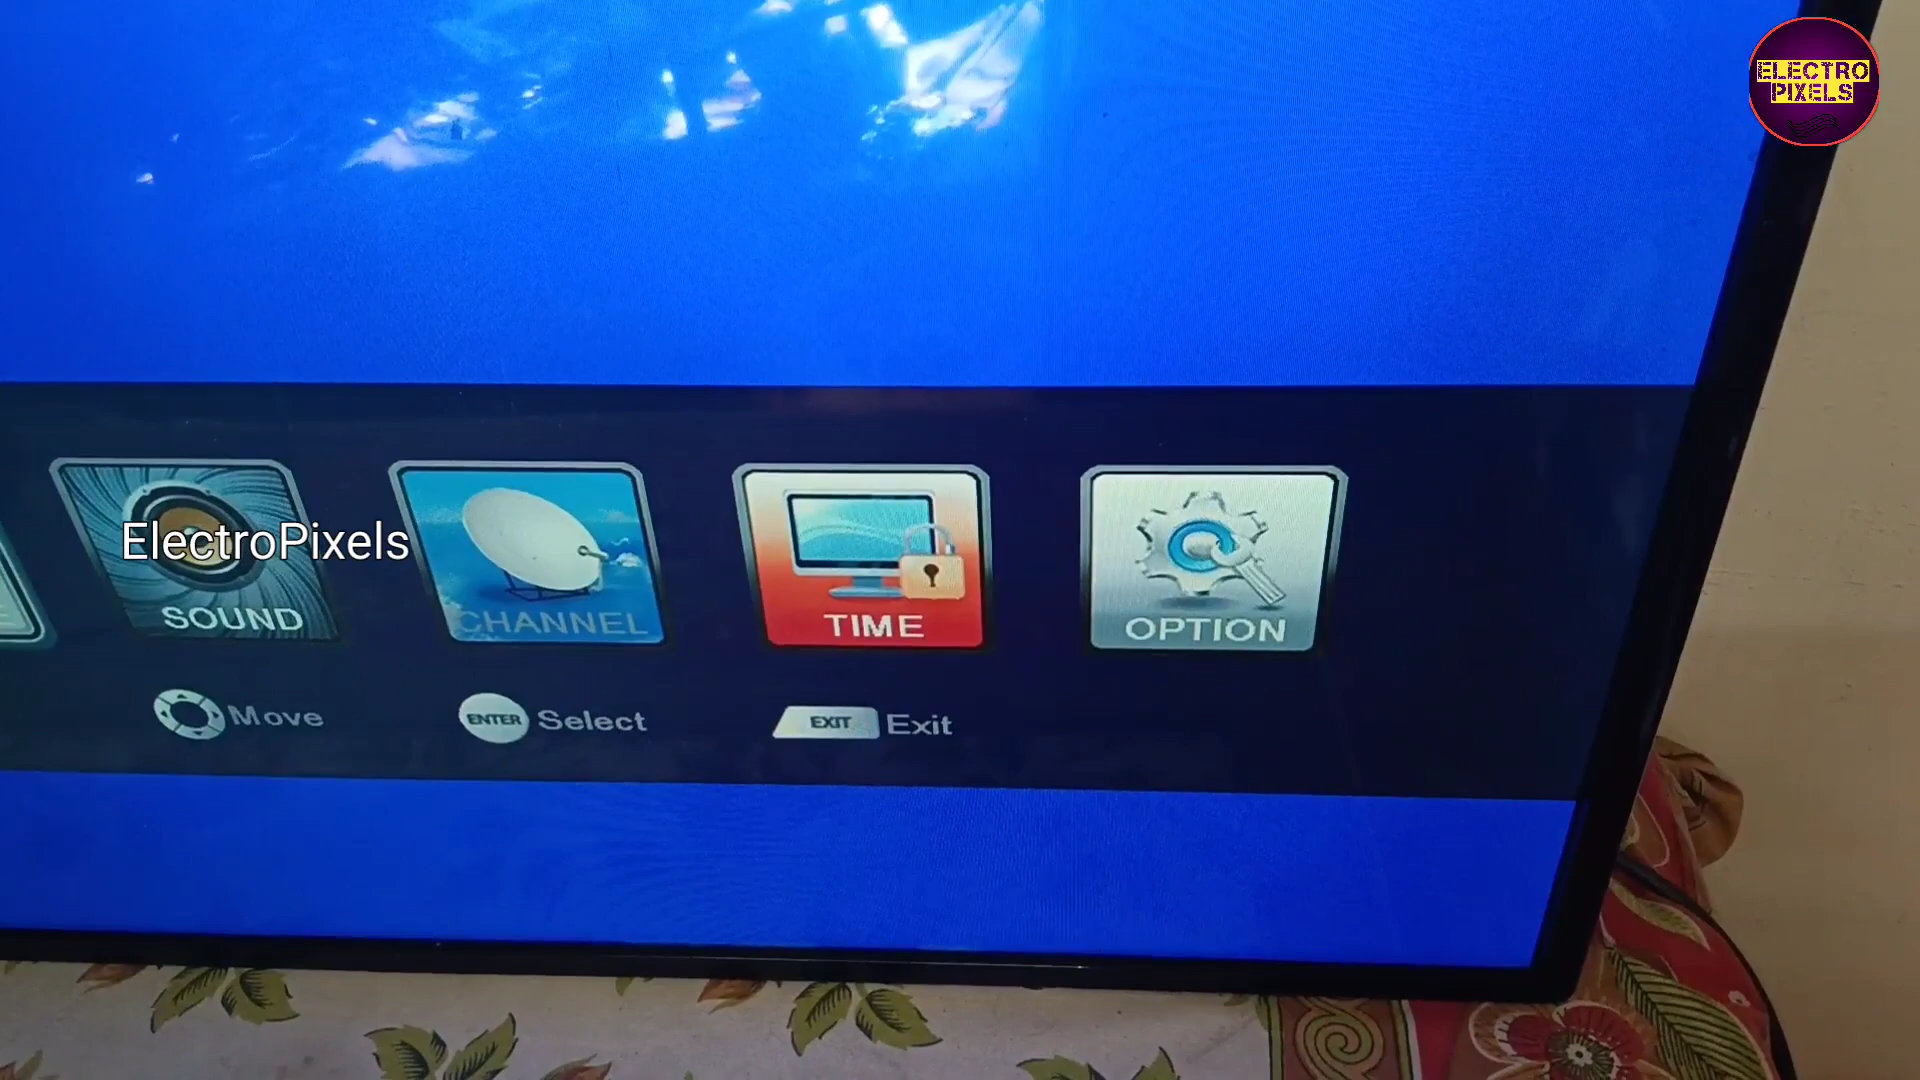 ELECTRO
PIXELS
ElectroPixels
SOUND
CHANNEL
TIME
OPTION
Move
ENTER Select
EXIT Exit